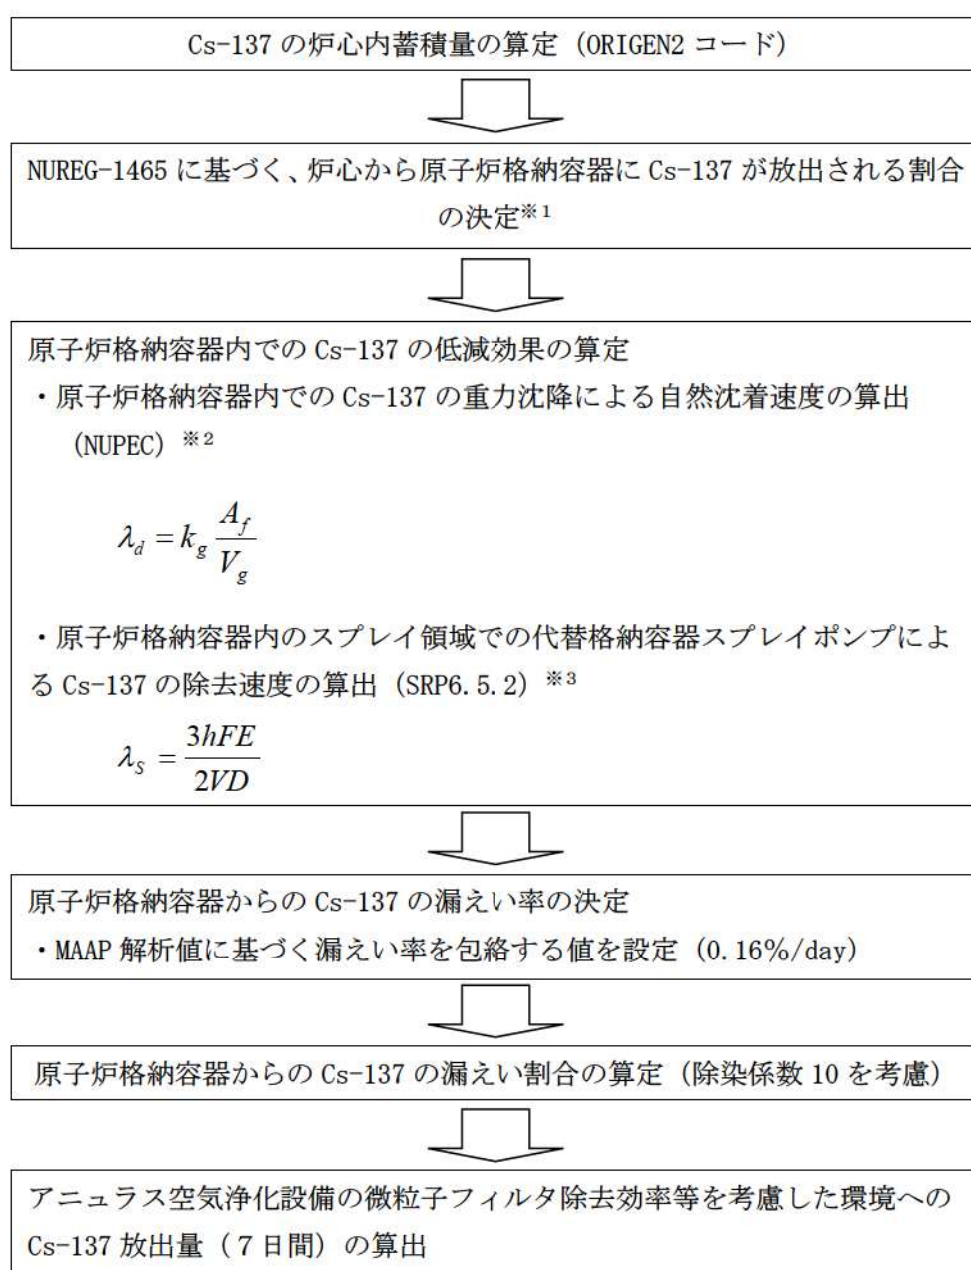 Cs-137 の炉心内蓄積量の算定（ORIGEN2 コード）
NUREG-1465 に基づく、炉心から原子炉格納容器に Cs-137 が放出される割合
の決定※１
原子炉格納容器内での Cs-137 の低減効果の算定
・原子炉格納容器内での Cs-137 の重力沈降による自然沈着速度の算出
（NUPEC）※２
λ_d = k_g A_f / V_g
・原子炉格納容器内のスプレイ領域での代替格納容器スプレイポンプによ
る Cs-137 の除去速度の算出（SRP6.5.2）※３
λ_S = 3hFE / 2VD
原子炉格納容器からの Cs-137 の漏えい率の決定
・MAAP 解析値に基づく漏えい率を包絡する値を設定（0.16%/day）
原子炉格納容器からの Cs-137 の漏えい割合の算定（除染係数 10 を考慮）
アニュラス空気浄化設備の微粒子フィルタ除去効率等を考慮した環境への
Cs-137 放出量（７日間）の算出